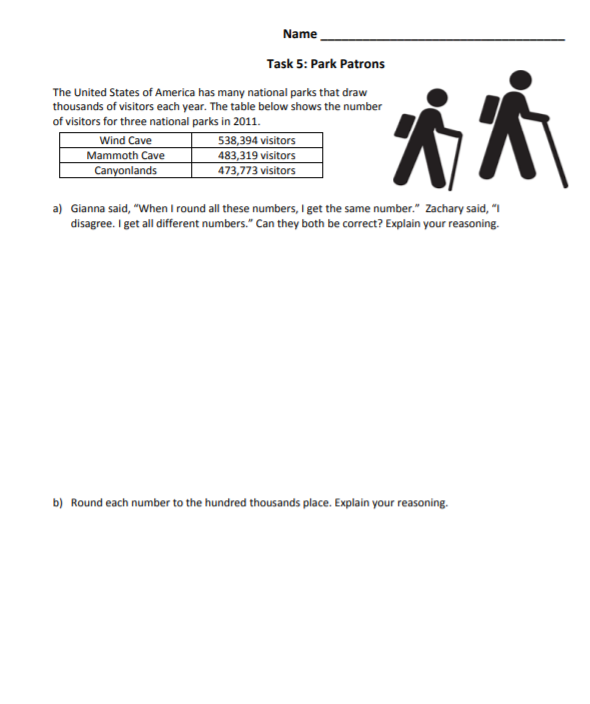 Name
Task 5: Park Patrons
The United States of America has many national parks that draw
thousands of visitors each year. The table below shows the number
of visitors for three national parks in 2011.
Wind Cave 538,394 visitors
Mammoth Cave 483,319 visitors
Canyonlands 473,773 visitors
a) Gianna said, “When I round all these numbers, I get the same number.” Zachary said, “I
disagree. I get all different numbers.” Can they both be correct? Explain your reasoning.
b) Round each number to the hundred thousands place. Explain your reasoning.